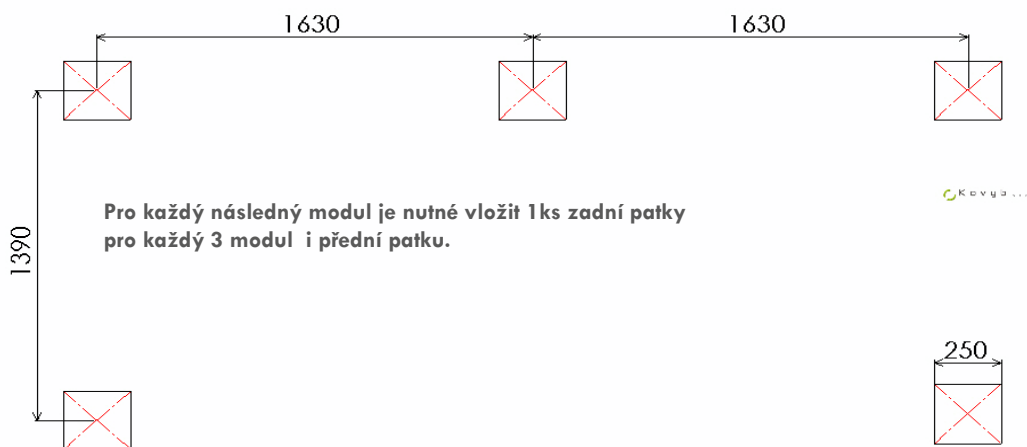 1630 1630
Kovys...
Pro každý následný modul je nutné vložit 1ks zadní patky
pro každý 3 modul i přední patku.
1390
250